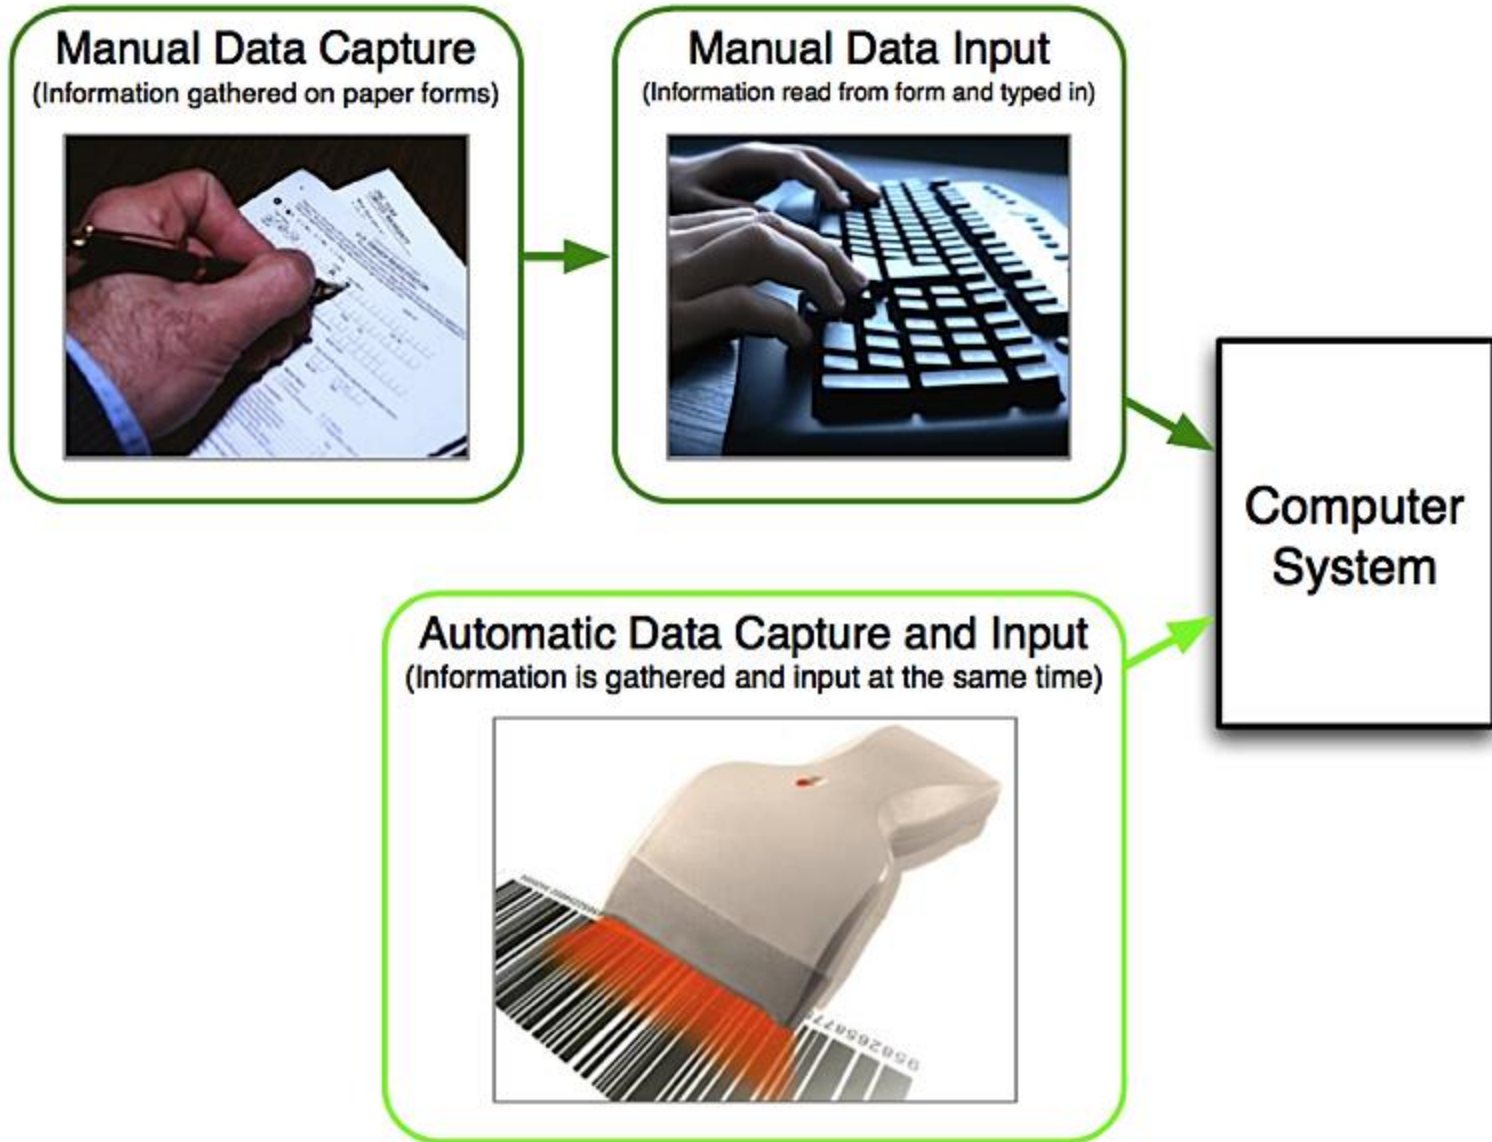 Manual Data Capture
(Information gathered on paper forms)
Manual Data Input
(Information read from form and typed in)
Computer
System
Automatic Data Capture and Input
(Information is gathered and input at the same time)